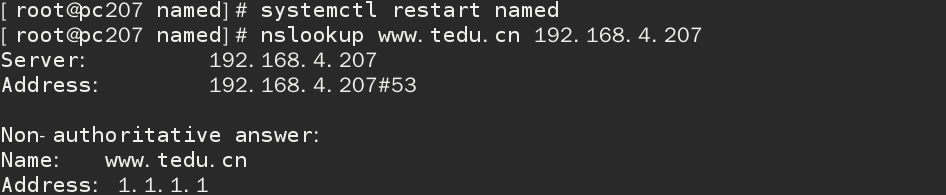 [root@pc207 named]# systemctl restart named
[root@pc207 named]# nslookup www.tedu.cn 192.168.4.207
Server: 192.168.4.207
Address: 192.168.4.207#53
Non-authoritative answer:
Name: www.tedu.cn
Address: 1.1.1.1